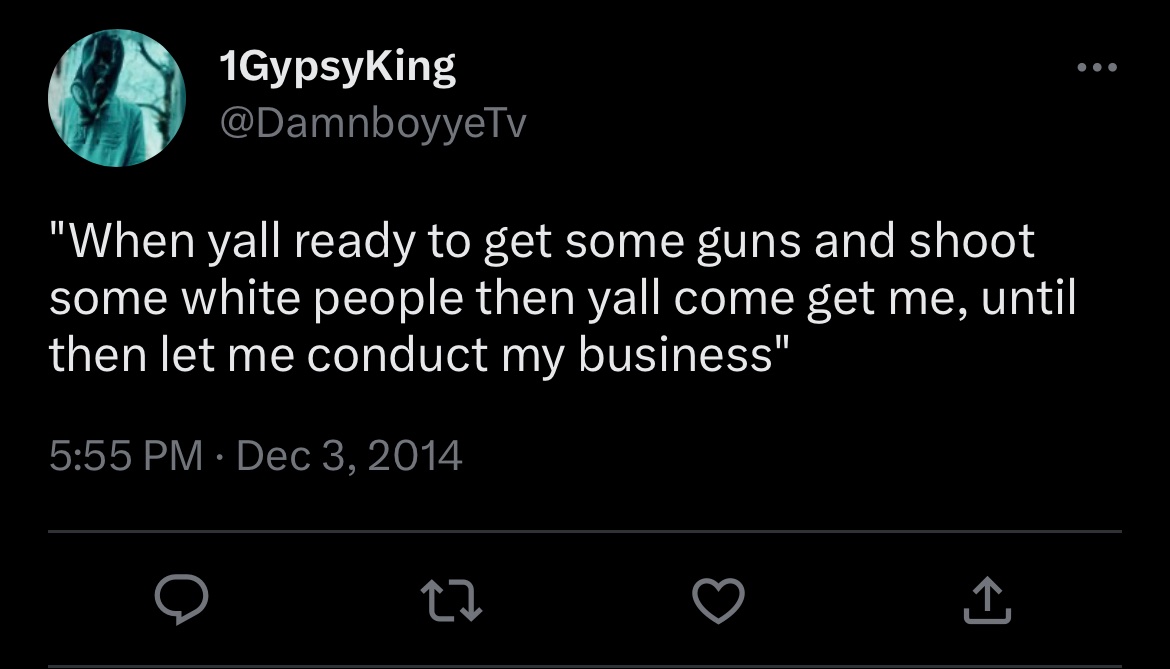 1GypsyKing
@DamnboyyeTv
"When yall ready to get some guns and shoot
some white people then yall come get me, until
then let me conduct my business"
5:55 PM · Dec 3, 2014